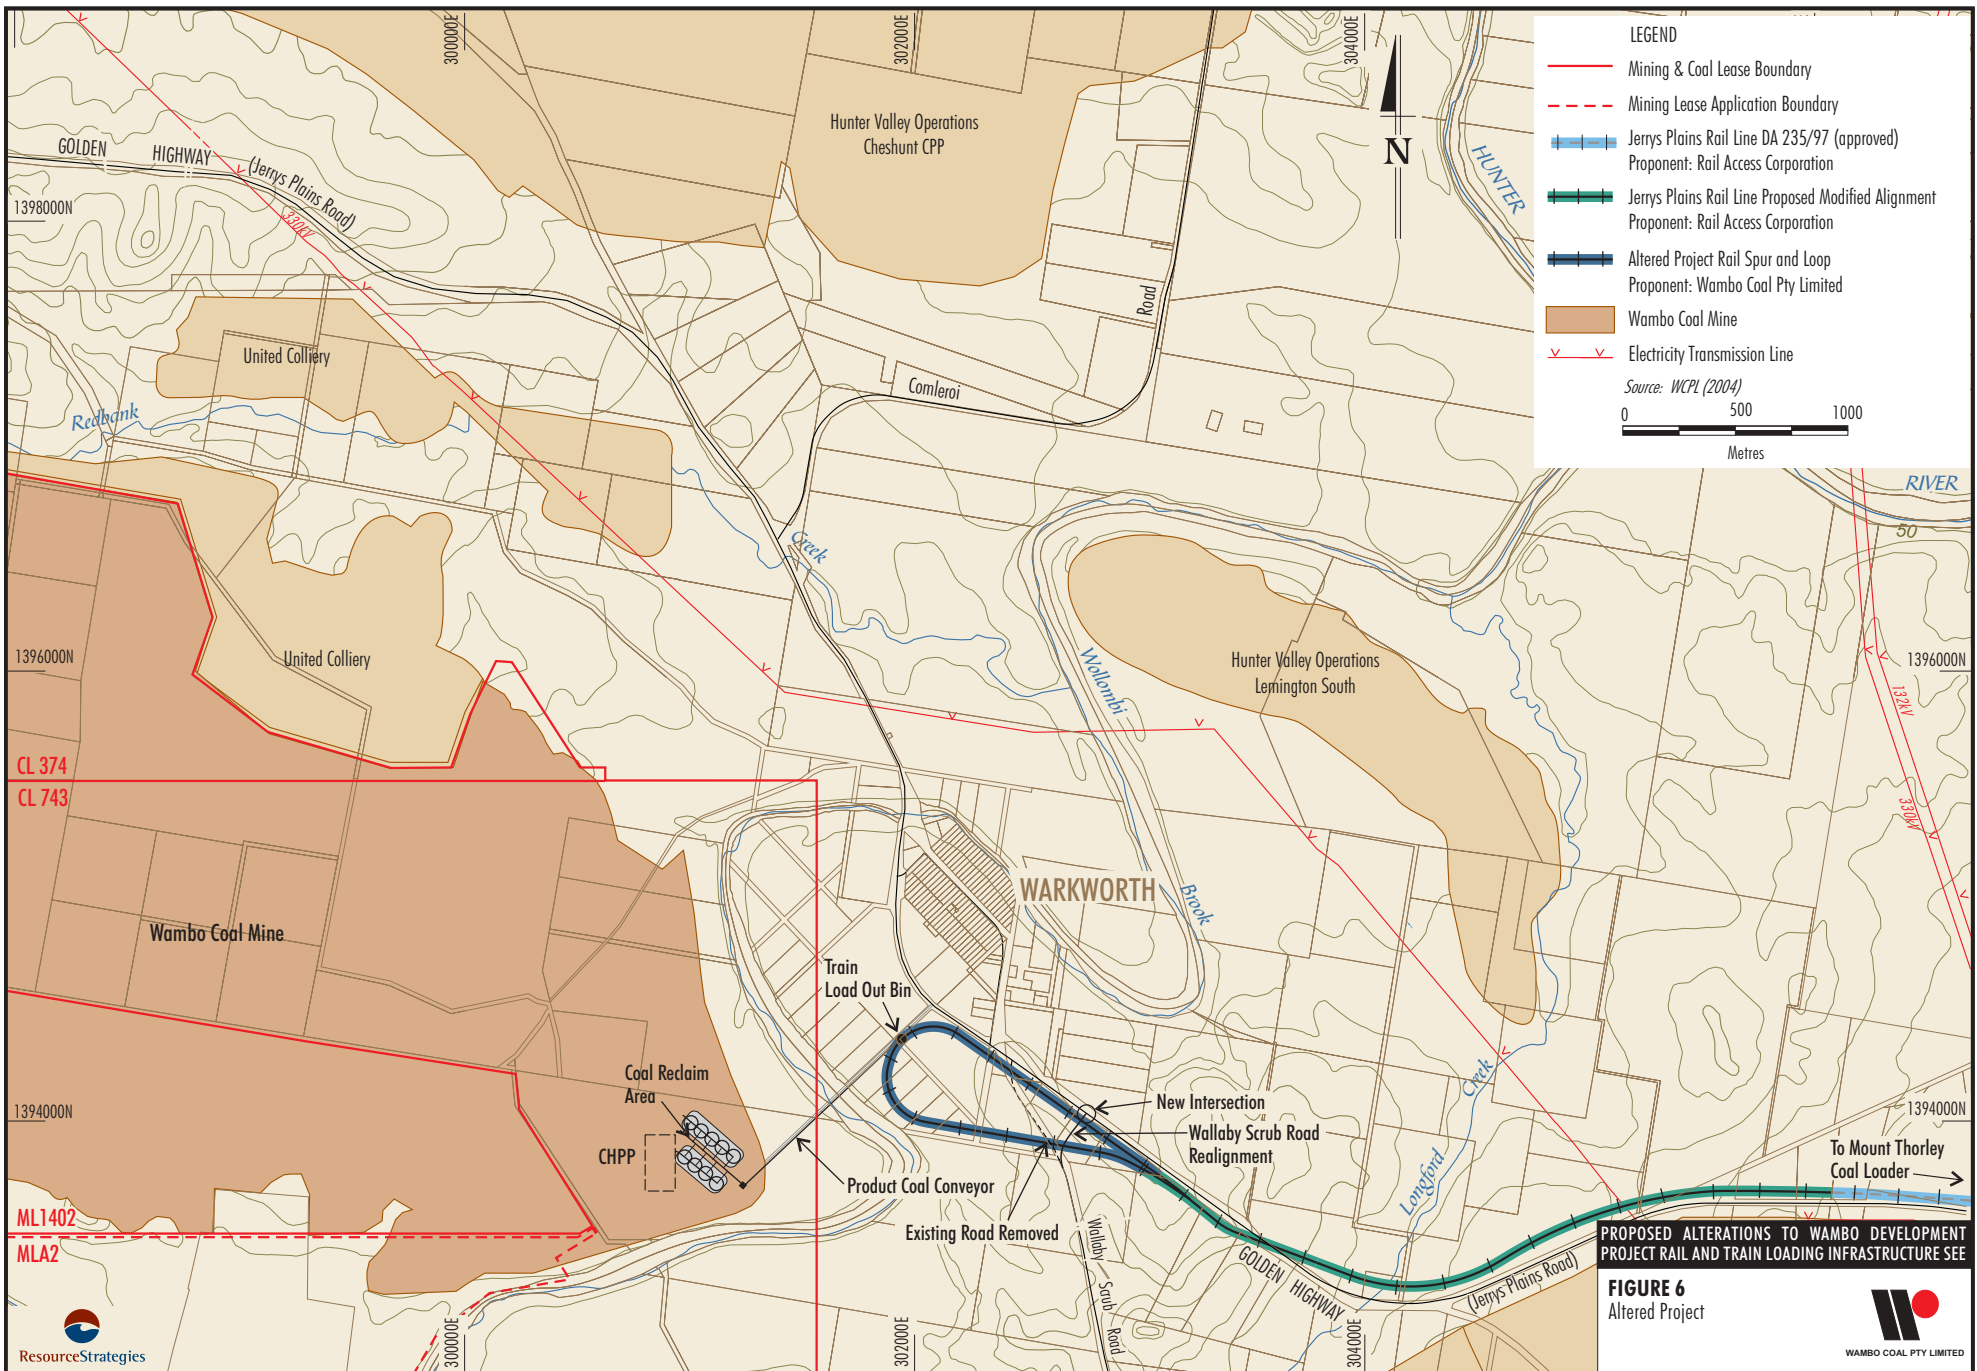 300000E
302000E
304000E
LEGEND
Mining & Coal Lease Boundary
Mining Lease Application Boundary
Jerrys Plains Rail Line DA 235/97 (approved)
Proponent: Rail Access Corporation
Jerrys Plains Rail Line Proposed Modified Alignment
Proponent: Rail Access Corporation
Altered Project Rail Spur and Loop
Proponent: Wambo Coal Pty Limited
Wambo Coal Mine
Electricity Transmission Line
Source: WCPL (2004)
0 500 1000
Metres
N
HUNTER
RIVER
50
Hunter Valley Operations
Cheshunt CPP
GOLDEN HIGHWAY (Jerrys Plains Road)
330kV
1398000N
United Colliery
Redbank
Creek
Comleroi
Road
1396000N
United Colliery
Wollombi
Brook
Hunter Valley Operations
Lemington South
1396000N
132kV
330kV
CL 374
CL 743
WARKWORTH
Wambo Coal Mine
Train
Load Out Bin
Coal Reclaim
Area
CHPP
1394000N
New Intersection
Wallaby Scrub Road
Realignment
Product Coal Conveyor
Existing Road Removed
Creek
Longford
1394000N
To Mount Thorley
Coal Loader
ML1402
MLA2
Wallaby Scrub Road
GOLDEN HIGHWAY
(Jerrys Plains Road)
300000E
302000E
304000E
ResourceStrategies
PROPOSED ALTERATIONS TO WAMBO DEVELOPMENT
PROJECT RAIL AND TRAIN LOADING INFRASTRUCTURE SEE
FIGURE 6
Altered Project
WAMBO COAL PTY LIMITED